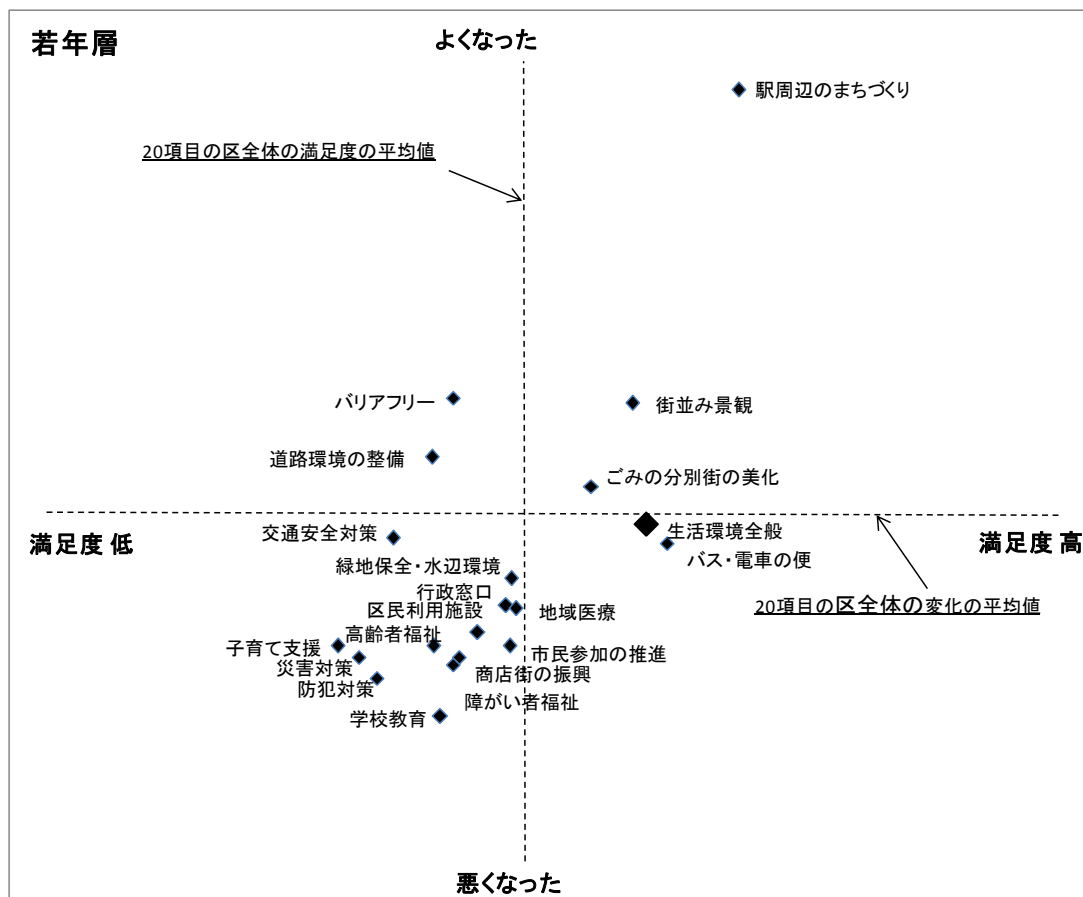 若年層
よくなった
駅周辺のまちづくり
20項目の区全体の満足度の平均値
バリアフリー
街並み景観
道路環境の整備
ごみの分別街の美化
交通安全対策
生活環境全般
満足度 低
満足度 高
バス・電車の便
緑地保全・水辺環境
行政窓口
区民利用施設
地域医療
20項目の区全体の変化の平均値
高齢者福祉
子育て支援
市民参加の推進
災害対策
商店街の振興
防犯対策
障がい者福祉
学校教育
悪くなった